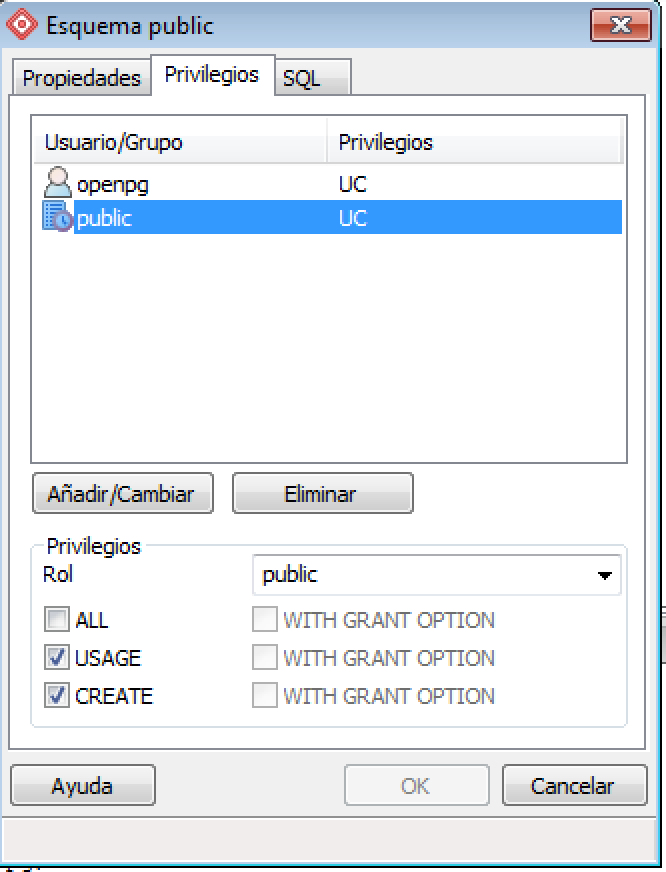 Esquema public
Propiedades Privilegios SQL
Usuario/Grupo Privilegios
openpg UC
public UC
Añadir/Cambiar Eliminar
Privilegios
Rol public
ALL WITH GRANT OPTION
USAGE WITH GRANT OPTION
CREATE WITH GRANT OPTION
Ayuda OK Cancelar